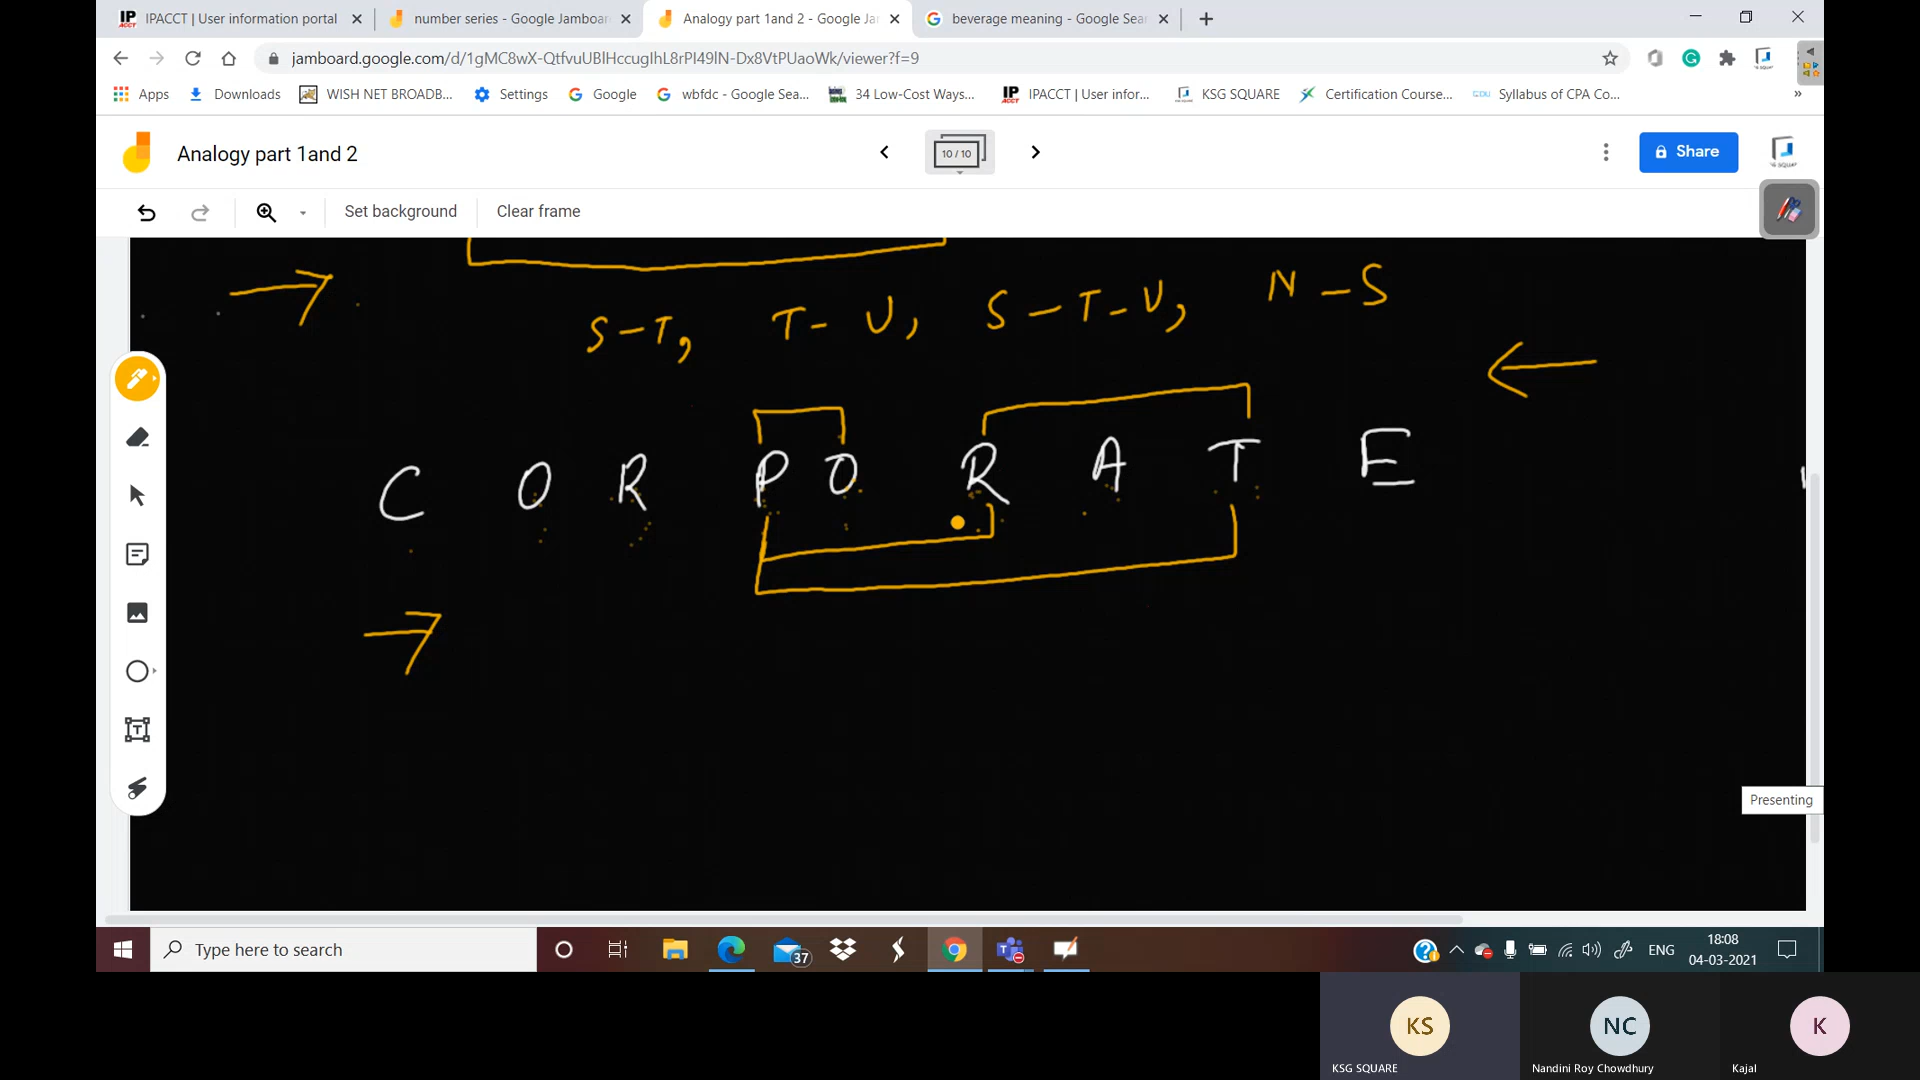 IPACCT | User information portal
number series - Google Jamboar
Analogy part 1and 2 - Google Ja
beverage meaning - Google Sear
jamboard.google.com/d/1gMC8wX-QtfvuUBlHccugIhL8rPI49lN-Dx8VtPUaoWk/viewer?f=9
Apps
Downloads
WISH NET BROADB...
Settings
Google
wbfdc - Google Sea...
34 Low-Cost Ways...
IPACCT | User infor...
KSG SQUARE
Certification Course...
Syllabus of CPA Co...
»
Analogy part 1and 2
10 / 10
Share
Set background
Clear frame
S - T, T - U, S - T - U, N - S
C O R P O R A T E
Presenting
Type here to search
37
ENG
18:08
04-03-2021
KS
NC
K
KSG SQUARE
Nandini Roy Chowdhury
Kajal